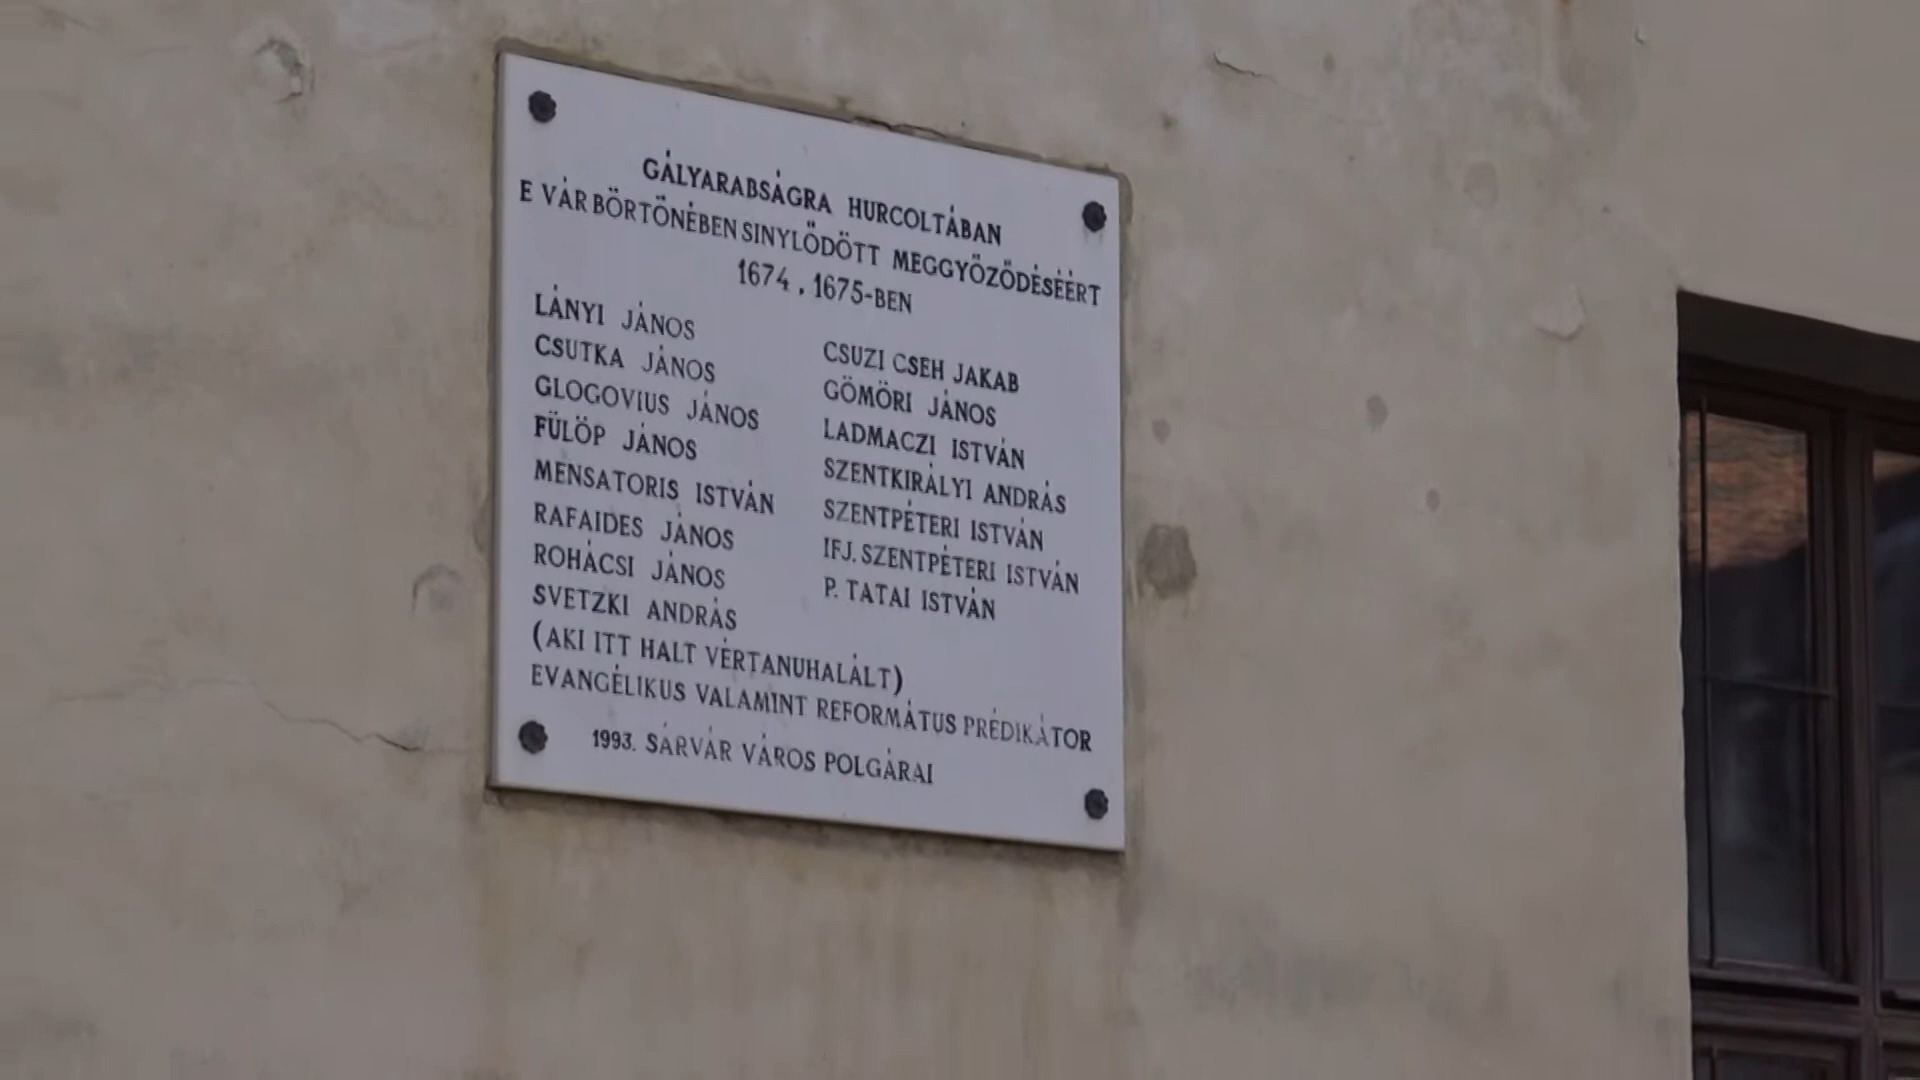 GÁLYARABSÁGRA HURCOLTÁBAN
E VÁR BÖRTÖNÉBEN SINYLŐDÖTT MEGGYŐZŐDÉSÉÉRT
1674, 1675-BEN
LÁNYI JÁNOS
CSUTKA JÁNOS
GLOGOVIUS JÁNOS
FÜLÖP JÁNOS
MENSATORIS ISTVÁN
RAFAIDES JÁNOS
ROHÁCSI JÁNOS
SVETZKI ANDRÁS
(AKI ITT HALT VÉRTANUHALÁLT)
CSUZI CSEH JAKAB
GÖMÖRI JÁNOS
LADMACZI ISTVÁN
SZENTKIRÁLYI ANDRÁS
SZENTPÉTERI ISTVÁN
IFJ. SZENTPÉTERI ISTVÁN
P. TATAI ISTVÁN
EVANGÉLIKUS VALAMINT REFORMÁTUS PRÉDIKÁTOR
1993. SÁRVÁR VÁROS POLGÁRAI